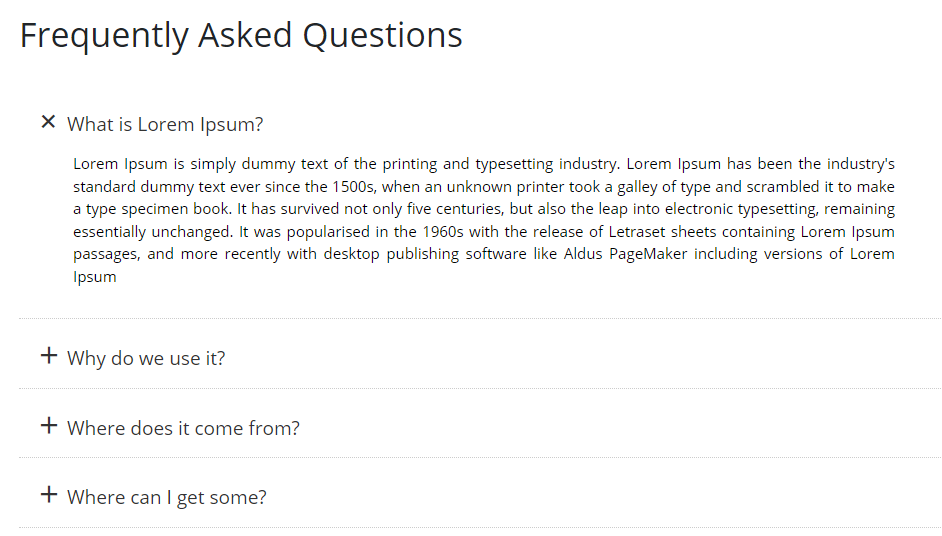 Frequently Asked Questions
What is Lorem Ipsum?
Lorem Ipsum is simply dummy text of the printing and typesetting industry. Lorem Ipsum has been the industry's
standard dummy text ever since the 1500s, when an unknown printer took a galley of type and scrambled it to make
a type specimen book. It has survived not only five centuries, but also the leap into electronic typesetting, remaining
essentially unchanged. It was popularised in the 1960s with the release of Letraset sheets containing Lorem Ipsum
passages, and more recently with desktop publishing software like Aldus PageMaker including versions of Lorem
Ipsum
Why do we use it?
Where does it come from?
Where can I get some?